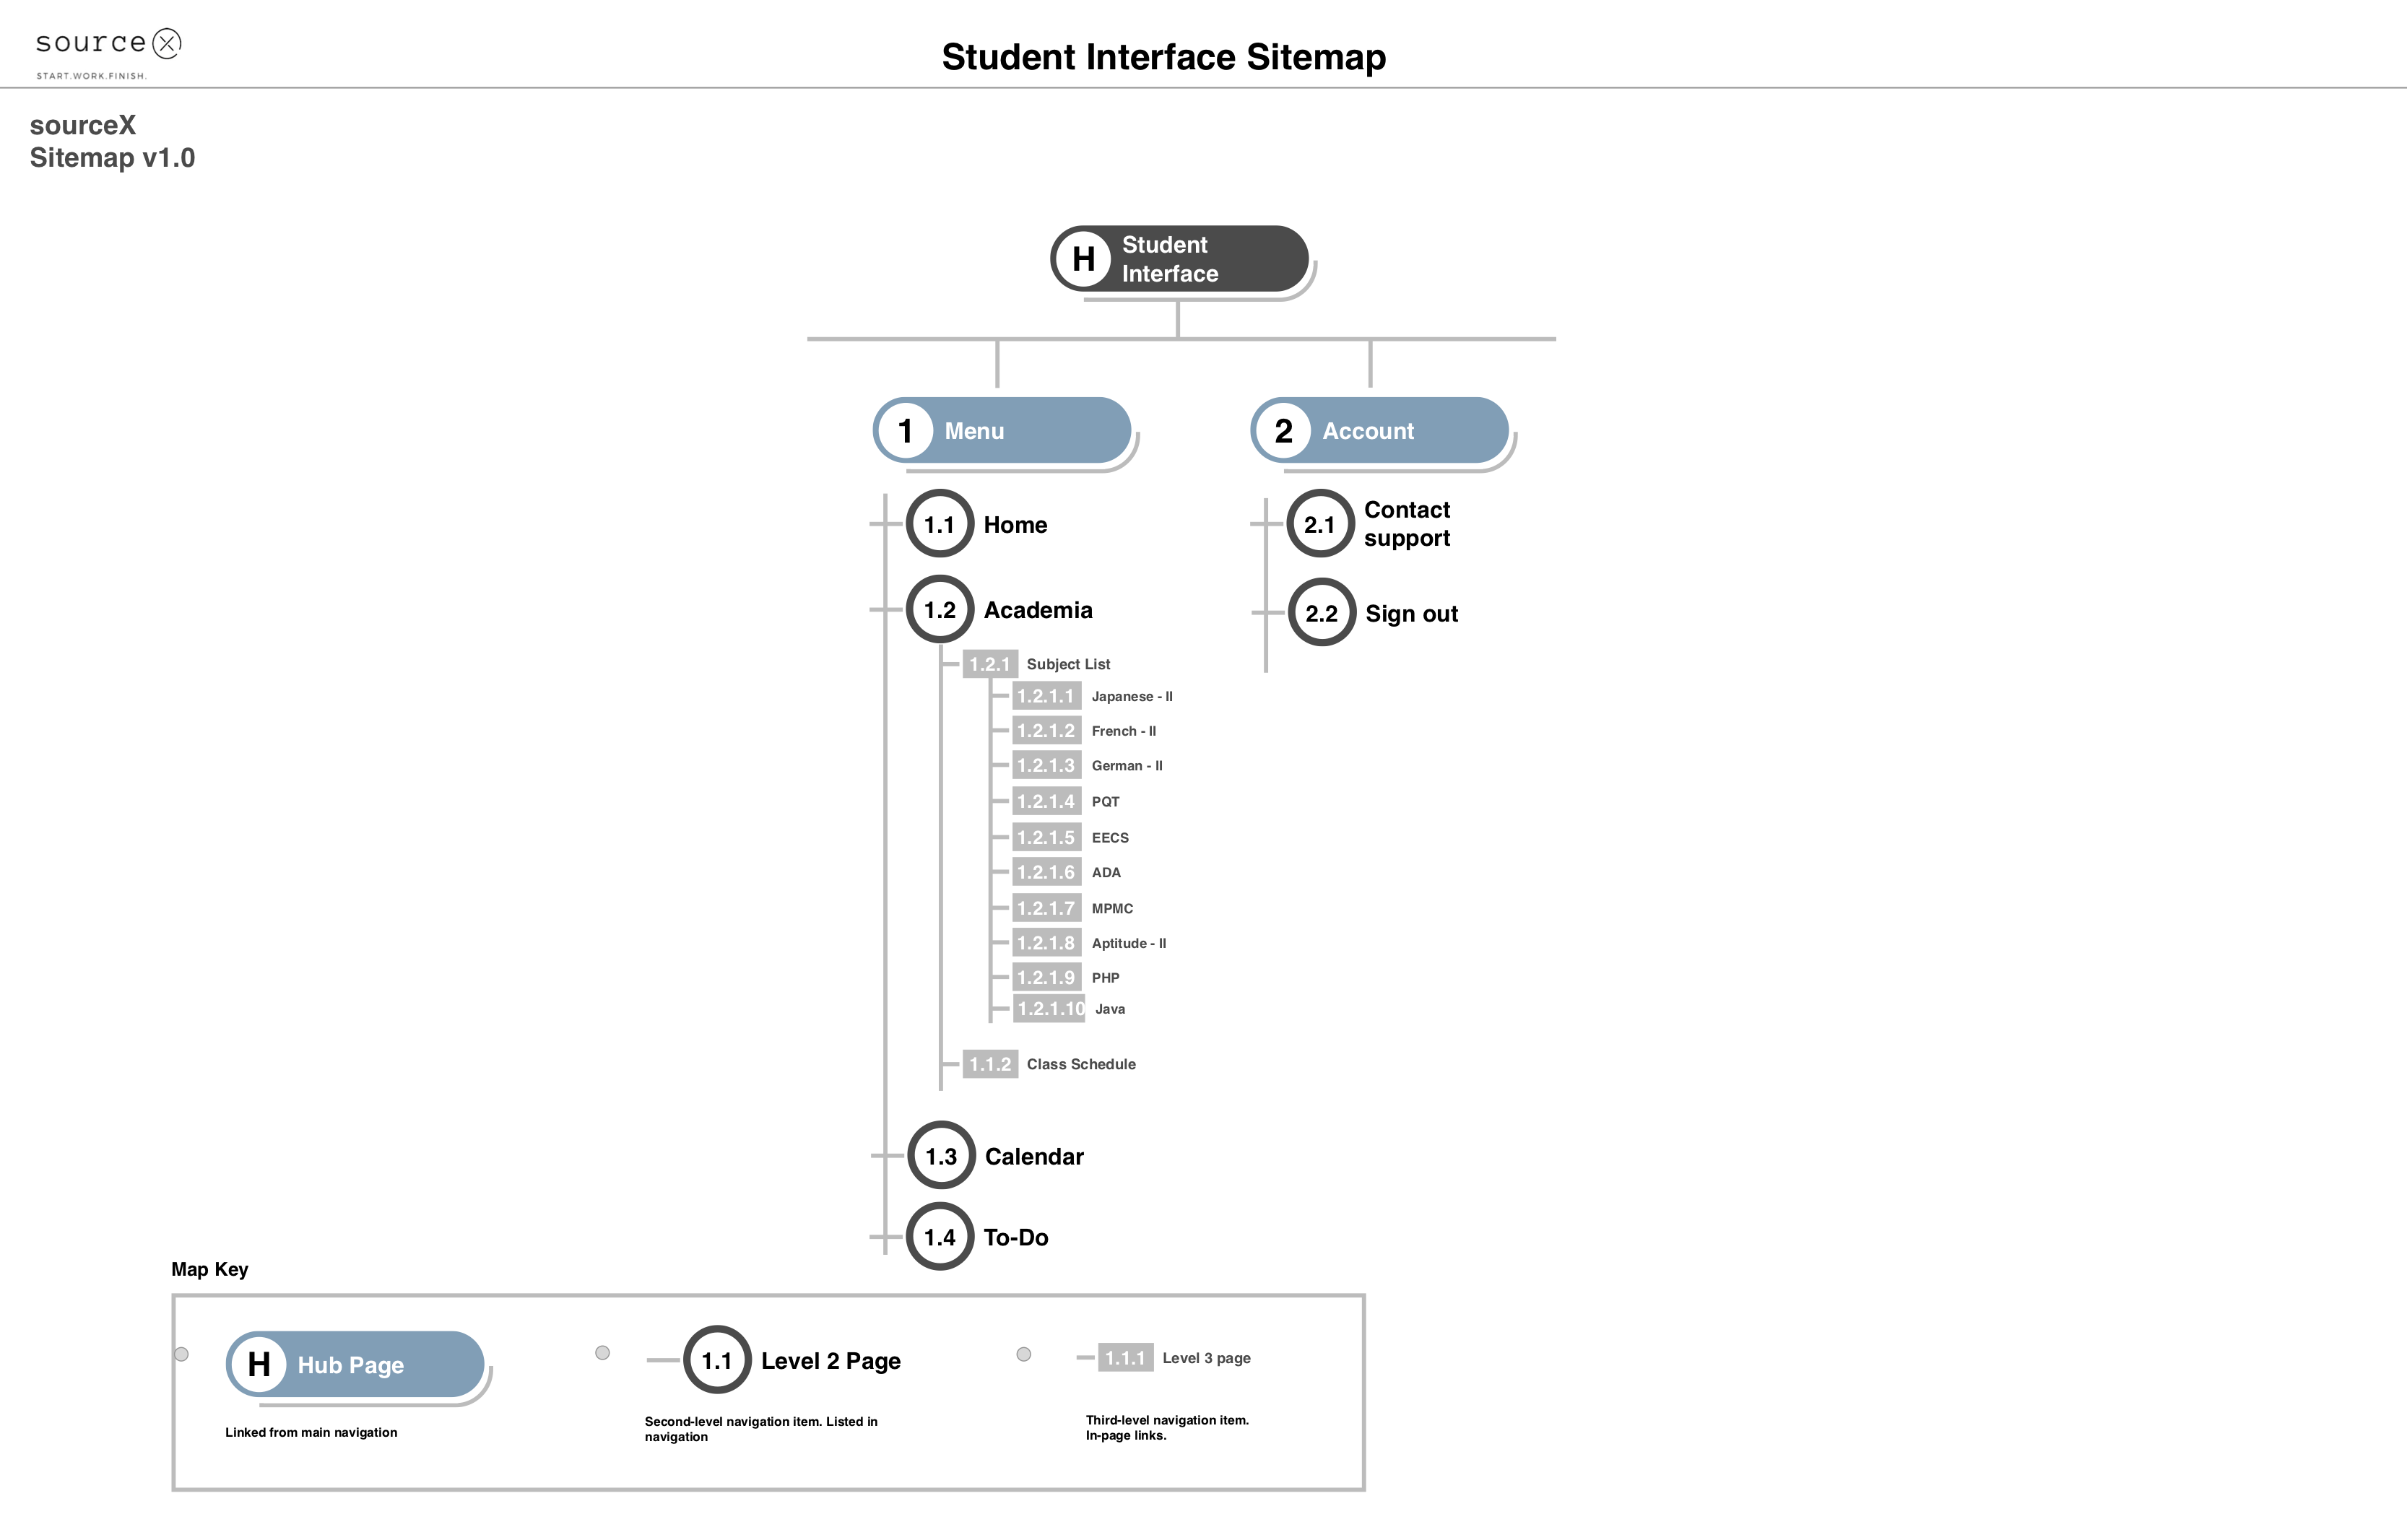 source X
START.WORK.FINISH.
Student Interface Sitemap
sourceX
Sitemap v1.0
H Student
Interface
1 Menu
2 Account
1.1 Home
2.1 Contact
support
1.2 Academia
2.2 Sign out
1.2.1 Subject List
1.2.1.1 Japanese - II
1.2.1.2 French - II
1.2.1.3 German - II
1.2.1.4 PQT
1.2.1.5 EECS
1.2.1.6 ADA
1.2.1.7 MPMC
1.2.1.8 Aptitude - II
1.2.1.9 PHP
1.2.1.10 Java
1.1.2 Class Schedule
1.3 Calendar
1.4 To-Do
Map Key
H Hub Page
Linked from main navigation
1.1 Level 2 Page
Second-level navigation item. Listed in
navigation
1.1.1 Level 3 page
Third-level navigation item.
In-page links.